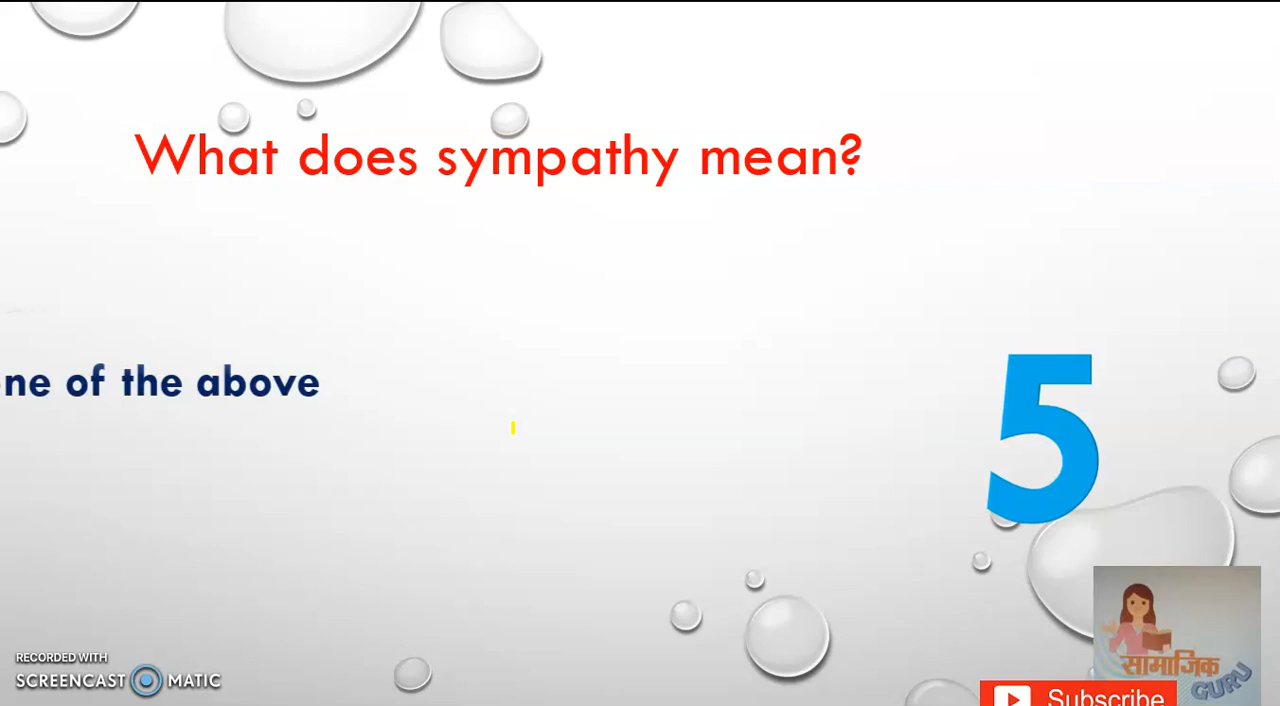 What does sympathy mean?
ne of the above
5
RECORDED WITH
SCREENCAST MATIC
सामाजिक
GURU
Subscribe